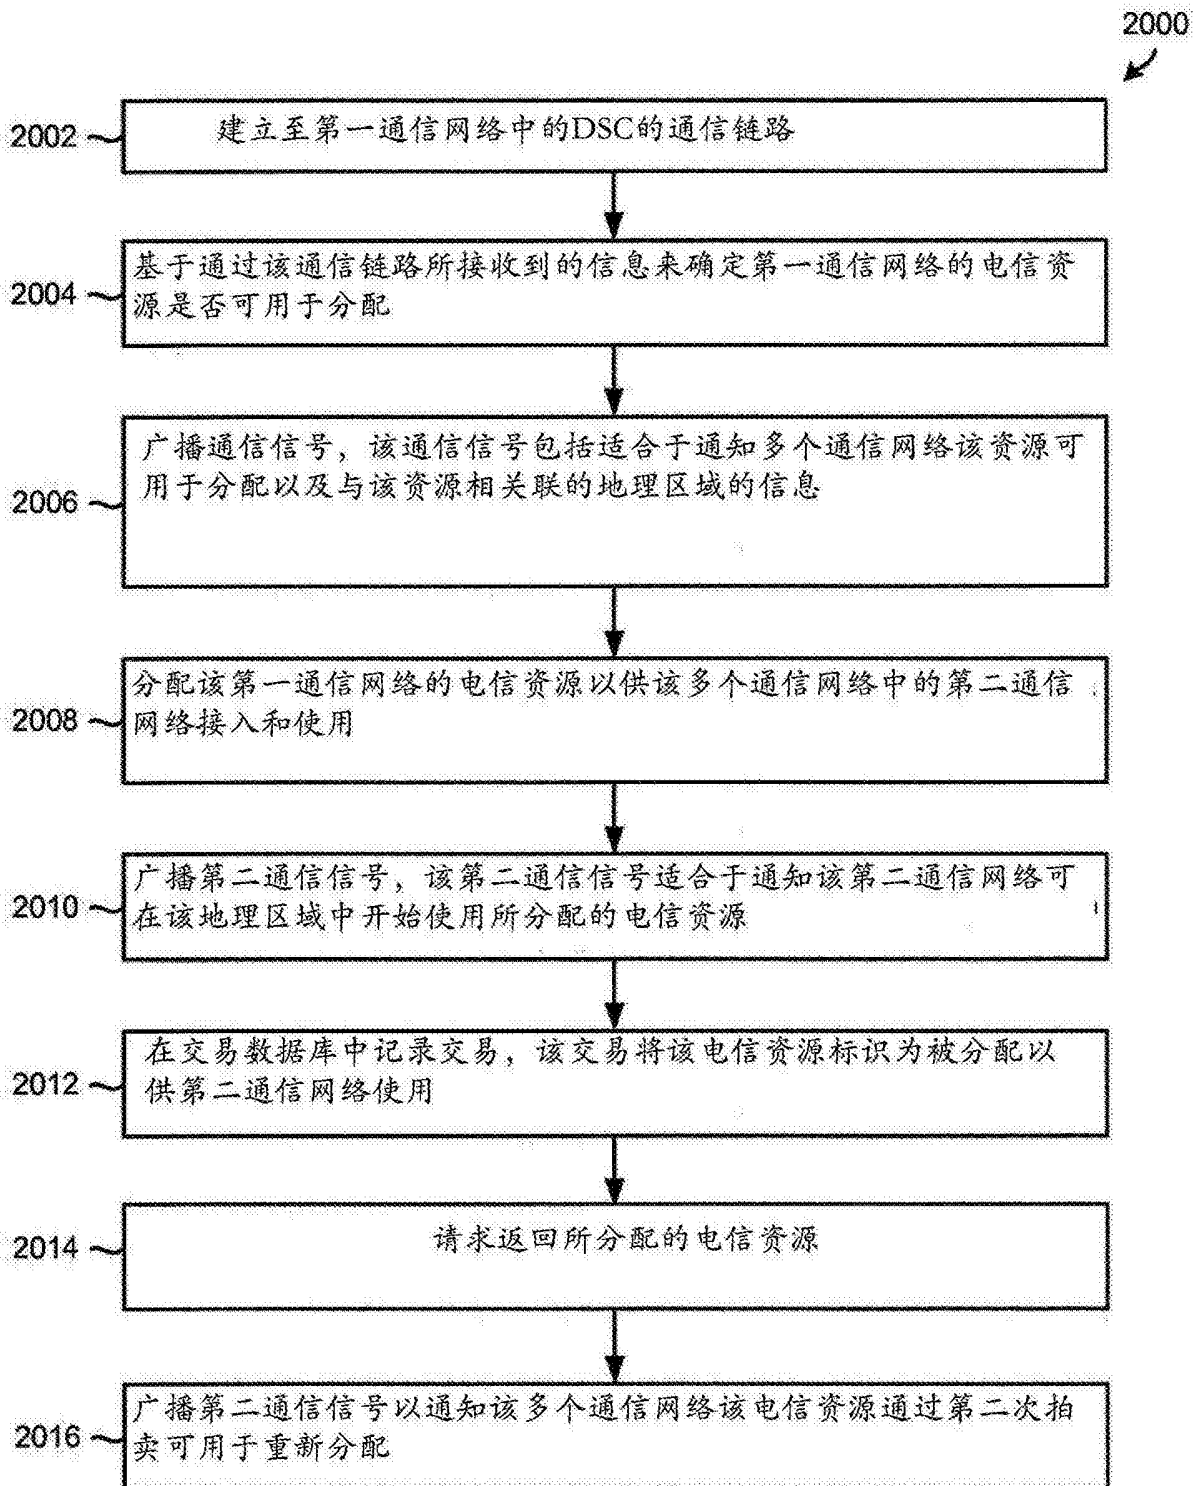 2000
2002
建立至第一通信网络中的DSC的通信链路
2004
基于通过该通信链路所接收到的信息来确定第一通信网络的电信资
源是否可用于分配
2006
广播通信信号，该通信信号包括适合于通知多个通信网络该资源可
用于分配以及与该资源相关联的地理区域的信息
2008
分配该第一通信网络的电信资源以供该多个通信网络中的第二通信
网络接入和使用
2010
广播第二通信信号，该第二通信信号适合于通知该第二通信网络可
在该地理区域中开始使用所分配的电信资源
2012
在交易数据库中记录交易，该交易将该电信资源标识为被分配以
供第二通信网络使用
2014
请求返回所分配的电信资源
2016
广播第二通信信号以通知该多个通信网络该电信资源通过第二次拍
卖可用于重新分配